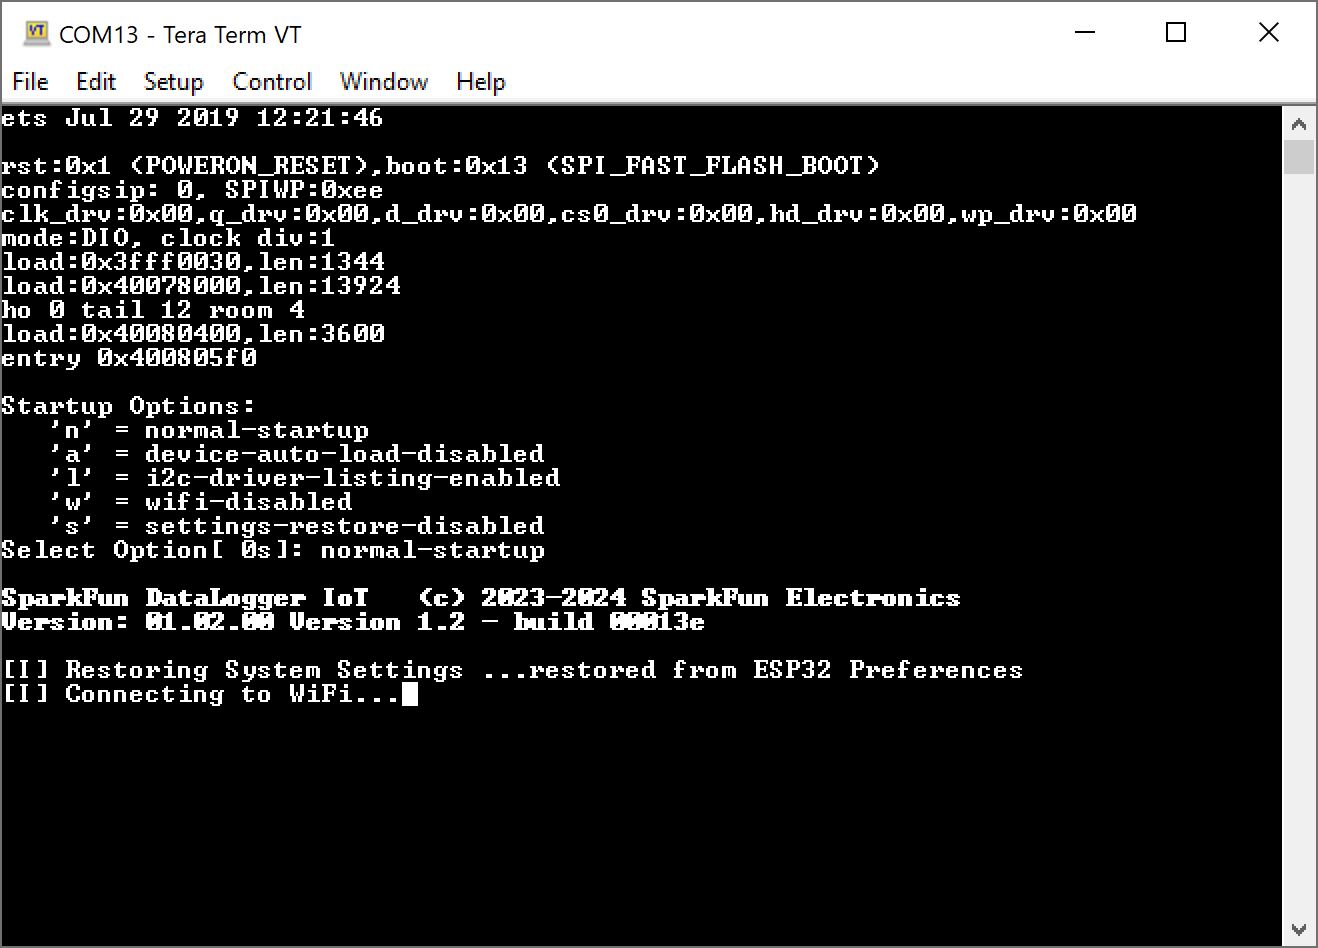 COM13 - Tera Term VT
File Edit Setup Control Window Help
ets Jul 29 2019 12:21:46
rst:0x1 (POWERON_RESET),boot:0x13 (SPI_FAST_FLASH_BOOT)
configsip: 0, SPIWP:0xee
clk_drv:0x00,q_drv:0x00,d_drv:0x00,cs0_drv:0x00,hd_drv:0x00,wp_drv:0x00
mode:DIO, clock div:1
load:0x3fff0030,len:1344
load:0x40078000,len:13924
ho 0 tail 12 room 4
load:0x40080400,len:3600
entry 0x400805f0
Startup Options:
'n' = normal-startup
'a' = device-auto-load-disabled
'l' = i2c-driver-listing-enabled
'w' = wifi-disabled
's' = settings-restore-disabled
Select Option[ 0s]: normal-startup
SparkFun DataLogger IoT (c) 2023-2024 SparkFun Electronics
Version: 01.02.00 Version 1.2 - build 00013e
[I] Restoring System Settings ...restored from ESP32 Preferences
[I] Connecting to WiFi...